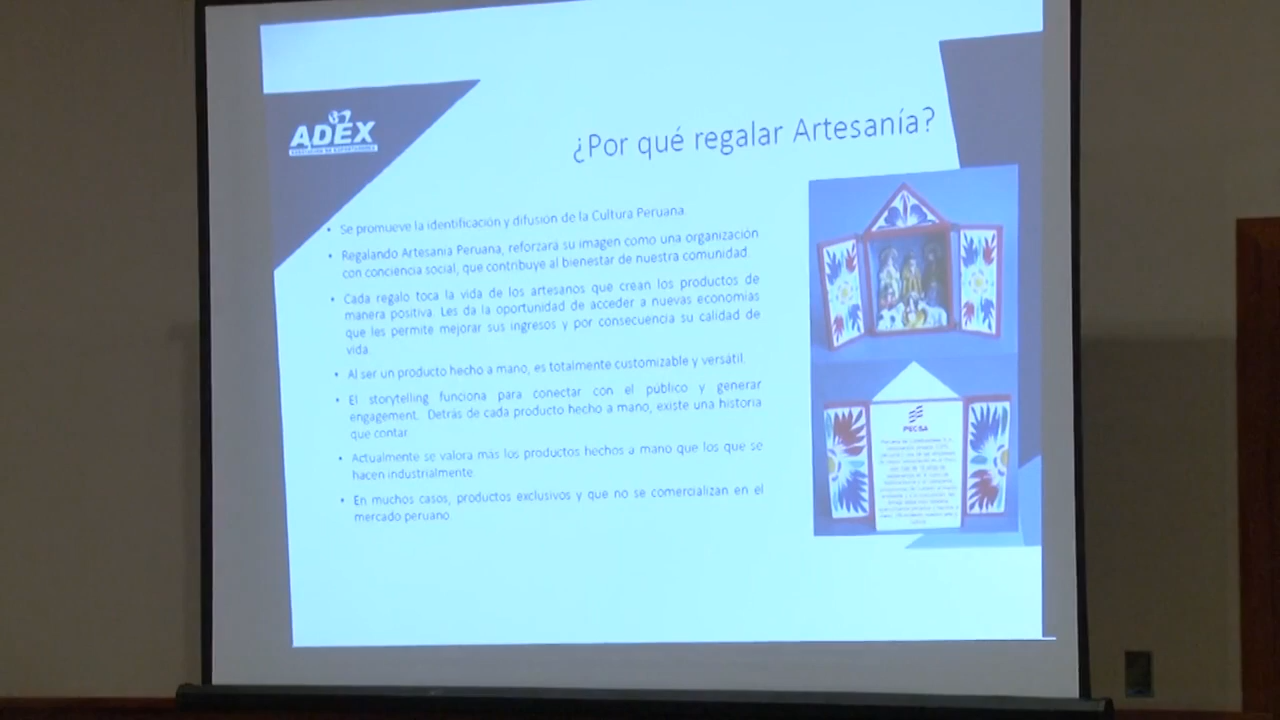 ADEX
ASOCIACIÓN DE EXPORTADORES
¿Por qué regalar Artesanía?
• Se promueve la identificación y difusión de la Cultura Peruana.
• Regalando Artesanía Peruana, reforzará su imagen como una organización
con conciencia social, que contribuye al bienestar de nuestra comunidad.
• Cada regalo toca la vida de los artesanos que crean los productos de
manera positiva. Les da la oportunidad de acceder a nuevas economías
que les permite mejorar sus ingresos y por consecuencia su calidad de
vida.
• Al ser un producto hecho a mano, es totalmente customizable y versátil.
• El storytelling funciona para conectar con el público y generar
engagement. Detrás de cada producto hecho a mano, existe una historia
que contar.
• Actualmente se valora más los productos hechos a mano que los que se
hacen industrialmente.
• En muchos casos, productos exclusivos y que no se comercializan en el
mercado peruano.
PECSA